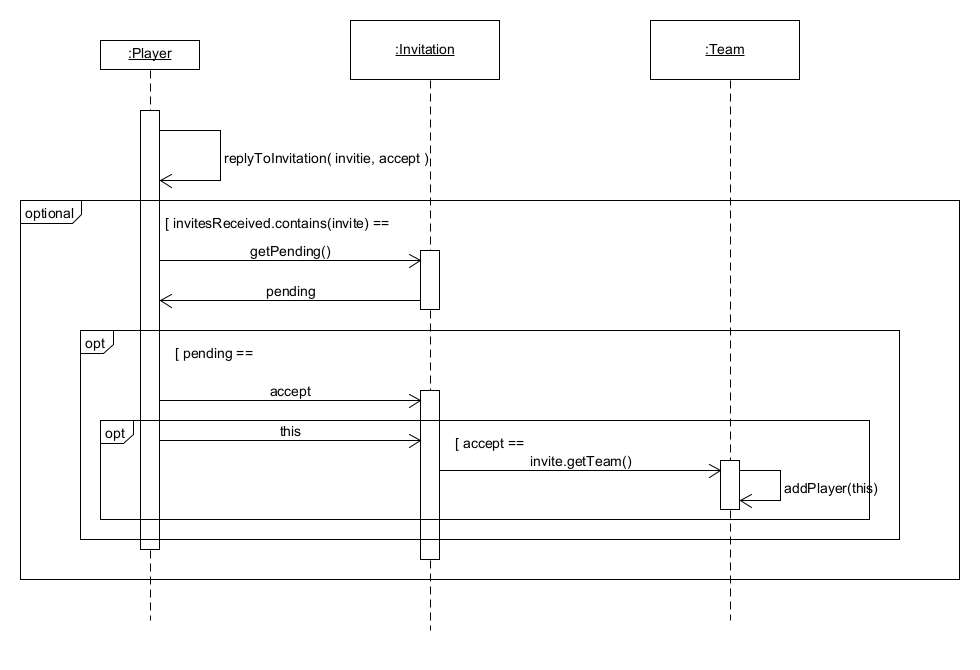 :Player
:Invitation
:Team
replyToInvitation( invitie, accept )
optional
[ invitesReceived.contains(invite) ==
getPending()
pending
opt
[ pending ==
accept
opt
this
[ accept ==
invite.getTeam()
addPlayer(this)